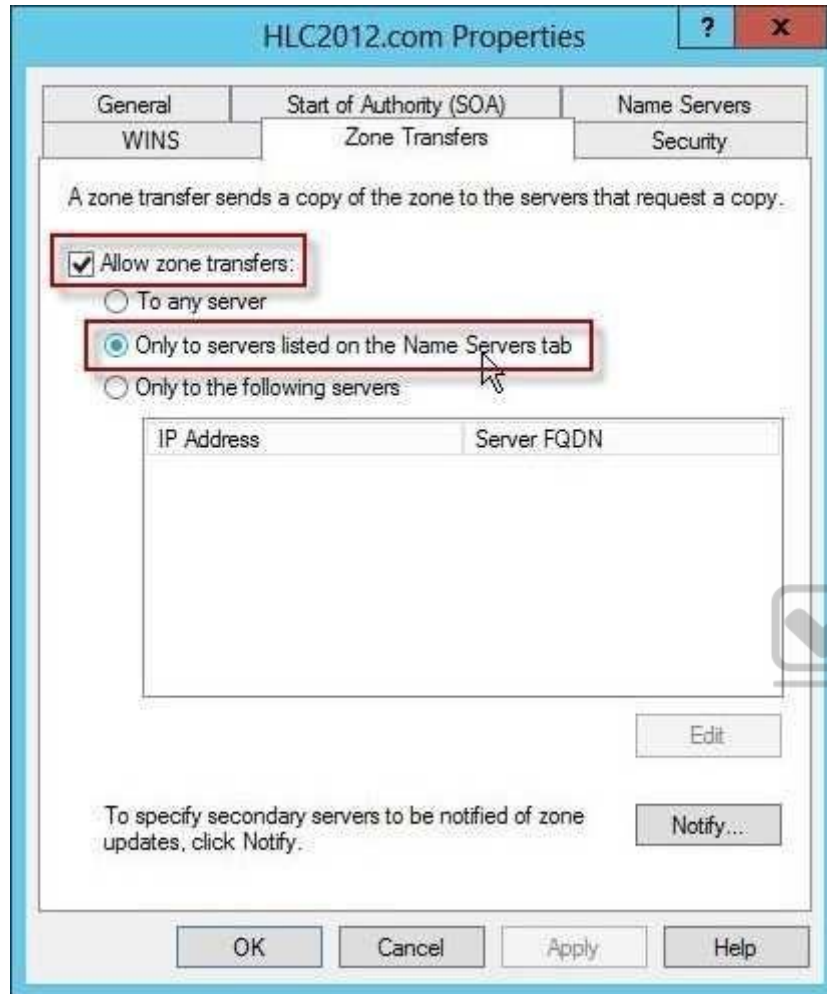 HLC2012.com Properties
?
x
General
Start of Authority (SOA)
Name Servers
WINS
Zone Transfers
Security
A zone transfer sends a copy of the zone to the servers that request a copy.
Allow zone transfers:
To any server
Only to servers listed on the Name Servers tab
Only to the following servers
IP Address
Server FQDN
Edit
To specify secondary servers to be notified of zone
updates, click Notify.
Notify...
OK
Cancel
Apply
Help